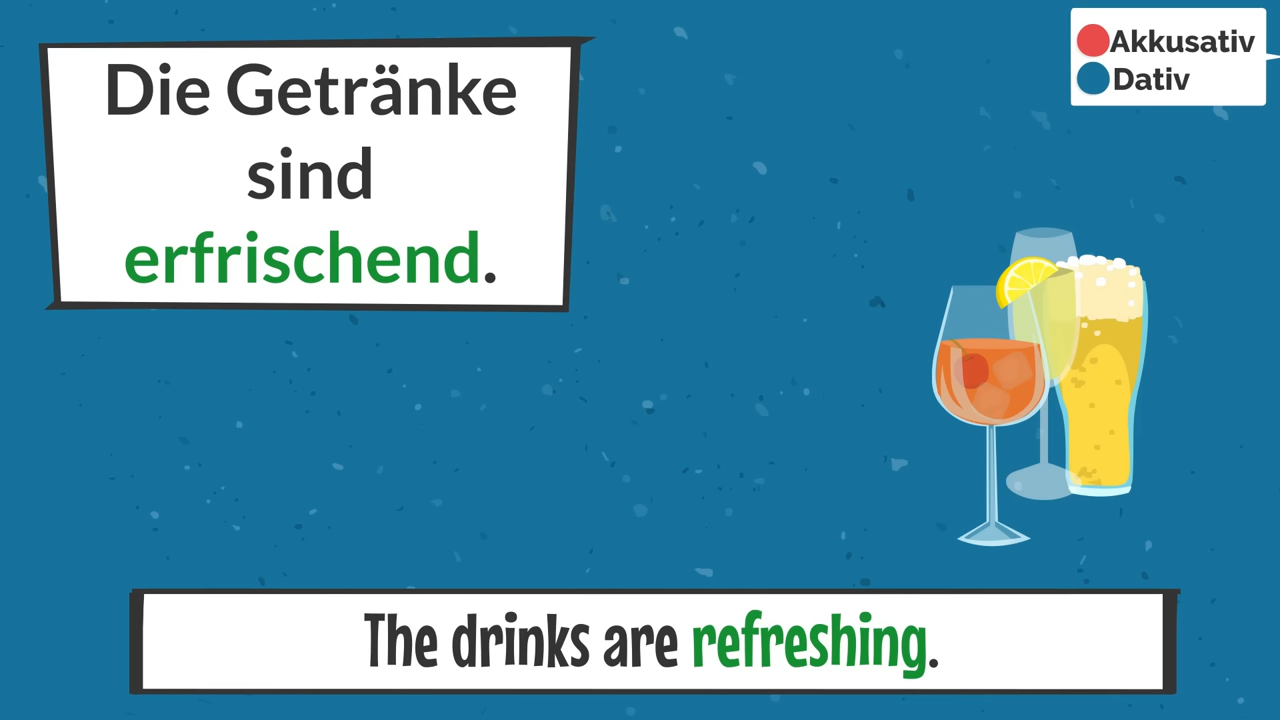 Die Getränke
sind
erfrischend.
Akkusativ
Dativ
The drinks are refreshing.